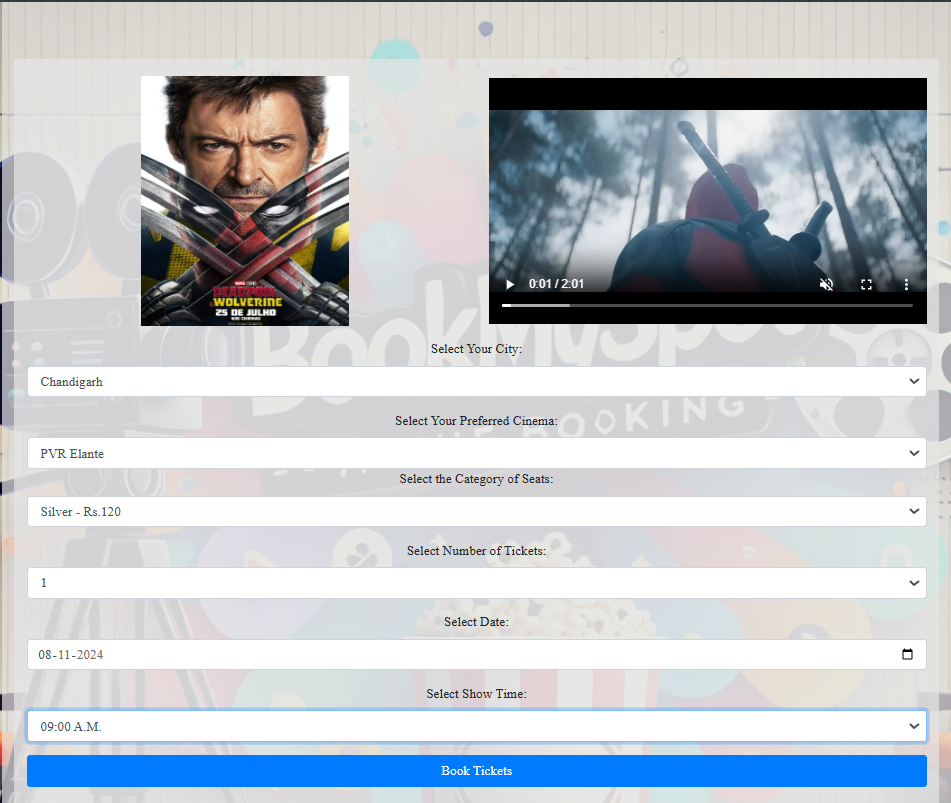 DEADPOOL
WOLVERINE
25 DE JULHO
0:01 / 2:01
Select Your City:
BOOKMYSPOT
Chandigarh
Select Your Preferred Cinema:
BOOKING
PVR Elante
Select the Category of Seats:
Silver - Rs.120
Select Number of Tickets:
1
Select Date:
08-11-2024
Select Show Time:
09:00 A.M.
Book Tickets